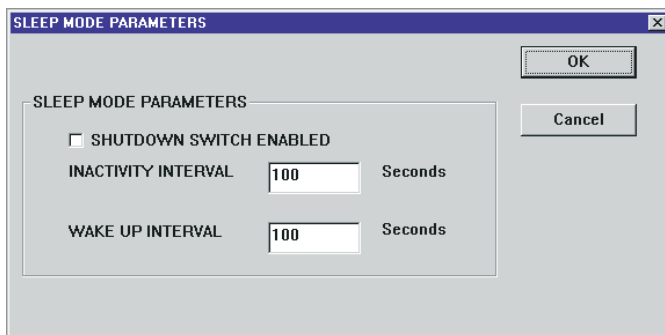 SLEEP MODE PARAMETERS
OK
SLEEP MODE PARAMETERS
Cancel
SHUTDOWN SWITCH ENABLED
INACTIVITY INTERVAL 100 Seconds
WAKE UP INTERVAL 100 Seconds